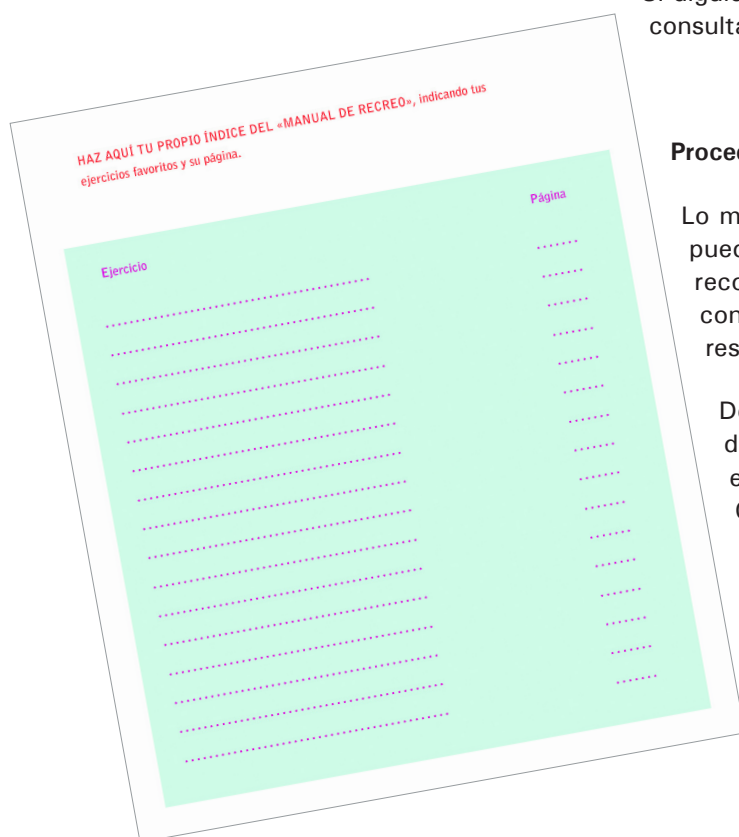 HAZ AQUÍ TU PROPIO ÍNDICE DEL «MANUAL DE RECREO», indicando tus
ejercicios favoritos y su página.
Ejercicio
Página
consulta
Proce
Lo m
pued
reco
con
res